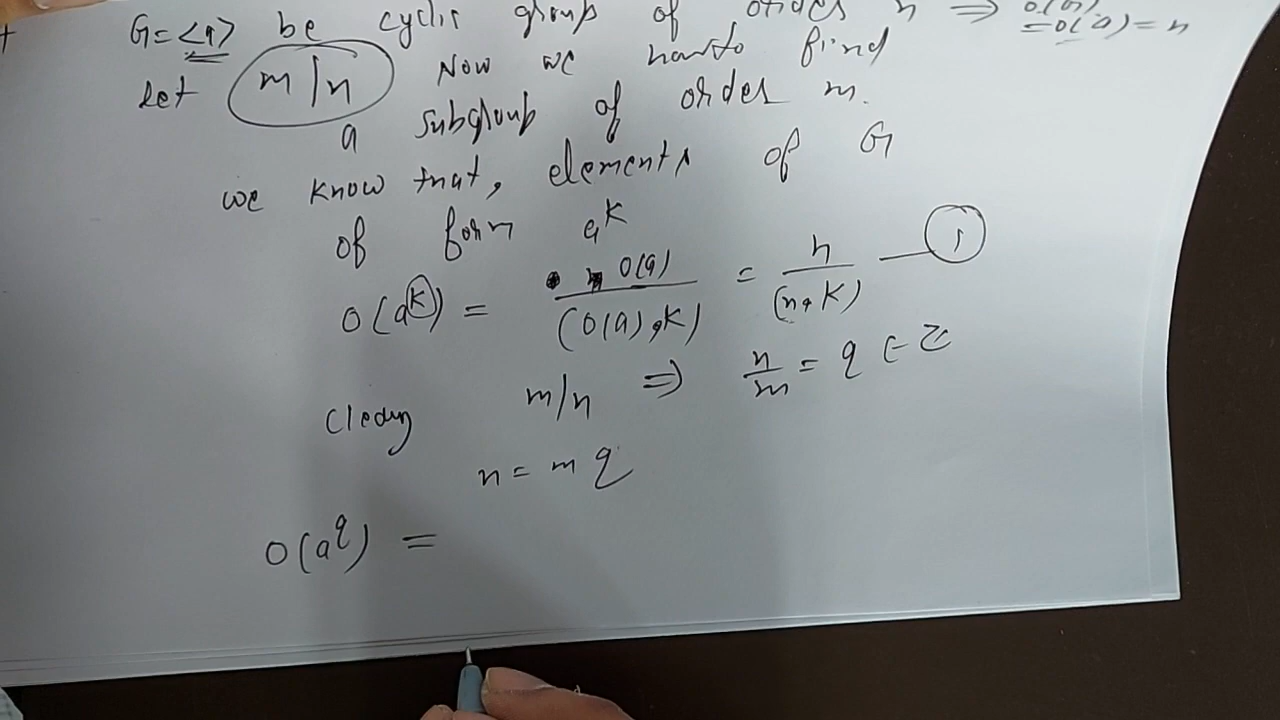 G=<a> be cyclic group of order n ⇒ O(G)
= O(a) = n
Let m/n Now we have to find
a subgroup of order m.
we know that, elements of G
of form a^K
O(a^K) = O(a)/(O(a), K) = n/(n, K) — 1
Clearly m/n ⇒ n/m = q ∈ Z
n = m q
O(a^q) =